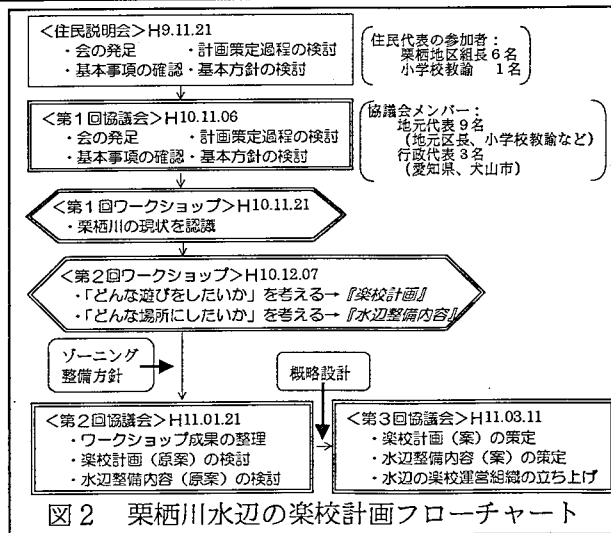 <住民説明会>H9.11.21
・会の発足 ・計画策定過程の検討
・基本事項の確認・基本方針の検討
住民代表の参加者：
栗栖地区組長6名
小学校教諭 1名
<第1回協議会>H10.11.06
・会の発足 ・計画策定過程の検討
・基本事項の確認・基本方針の検討
協議会メンバー：
地元代表9名
(地元区長、小学校教諭など)
行政代表3名
(愛知県、犬山市)
<第1回ワークショップ>H10.11.21
・栗栖川の現状を認識
<第2回ワークショップ>H10.12.07
・「どんな遊びをしたいか」を考える→『楽校計画』
・「どんな場所にしたいか」を考える→『水辺整備内容』
ゾーニング
整備方針
概略設計
<第2回協議会>H11.01.21
・ワークショップ成果の整理
・楽校計画（原案）の検討
・水辺整備内容（原案）の検討
<第3回協議会>H11.03.11
・楽校計画（案）の策定
・水辺整備内容（案）の策定
・水辺の楽校運営組織の立ち上げ
図2 栗栖川水辺の楽校計画フローチャート